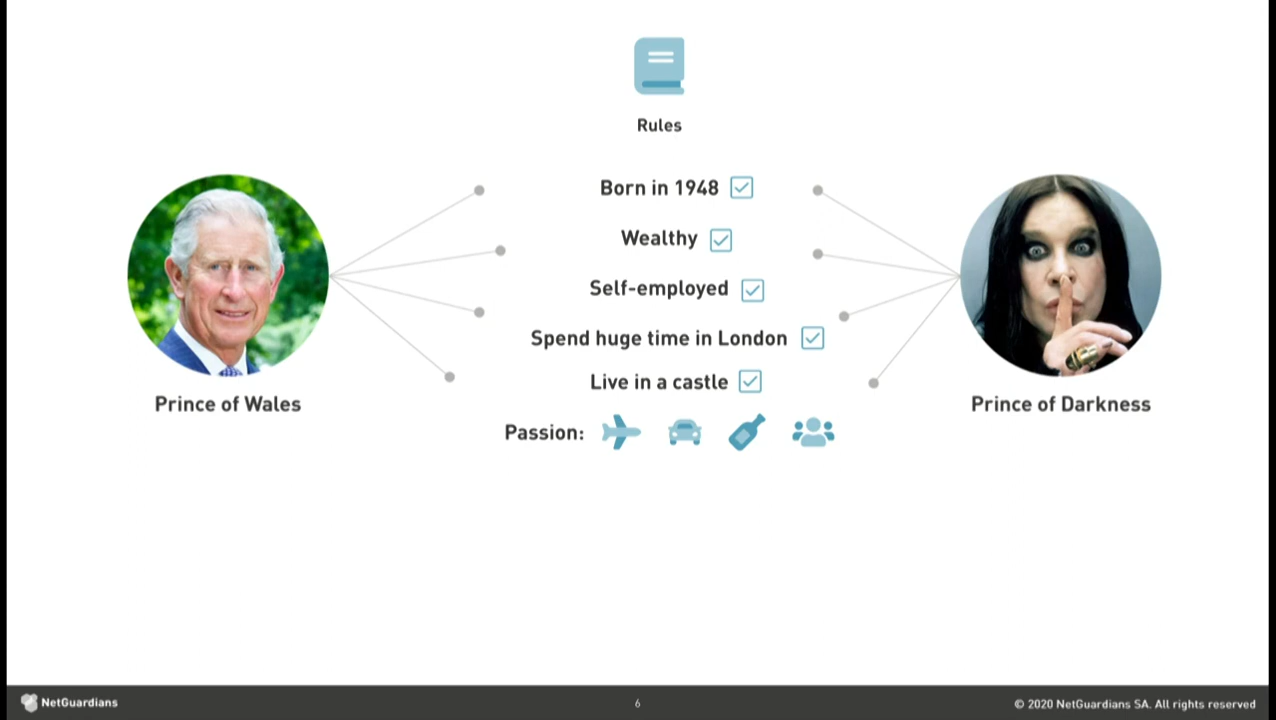 Rules
Born in 1948
Wealthy
Self-employed
Spend huge time in London
Live in a castle
Passion:
Prince of Wales
Prince of Darkness
NetGuardians
6
© 2020 NetGuardians SA. All rights reserved